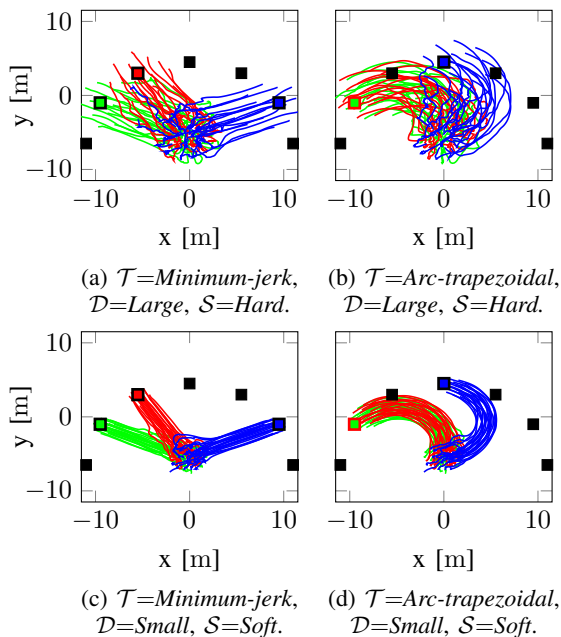 10
0
−10
y [m]
−10 0 10
x [m]
−10 0 10
x [m]
(a) 𝒯=Minimum-jerk,
𝒟=Large, 𝒮=Hard.
(b) 𝒯=Arc-trapezoidal,
𝒟=Large, 𝒮=Hard.
10
0
−10
y [m]
−10 0 10
x [m]
−10 0 10
x [m]
(c) 𝒯=Minimum-jerk,
𝒟=Small, 𝒮=Soft.
(d) 𝒯=Arc-trapezoidal,
𝒟=Small, 𝒮=Soft.